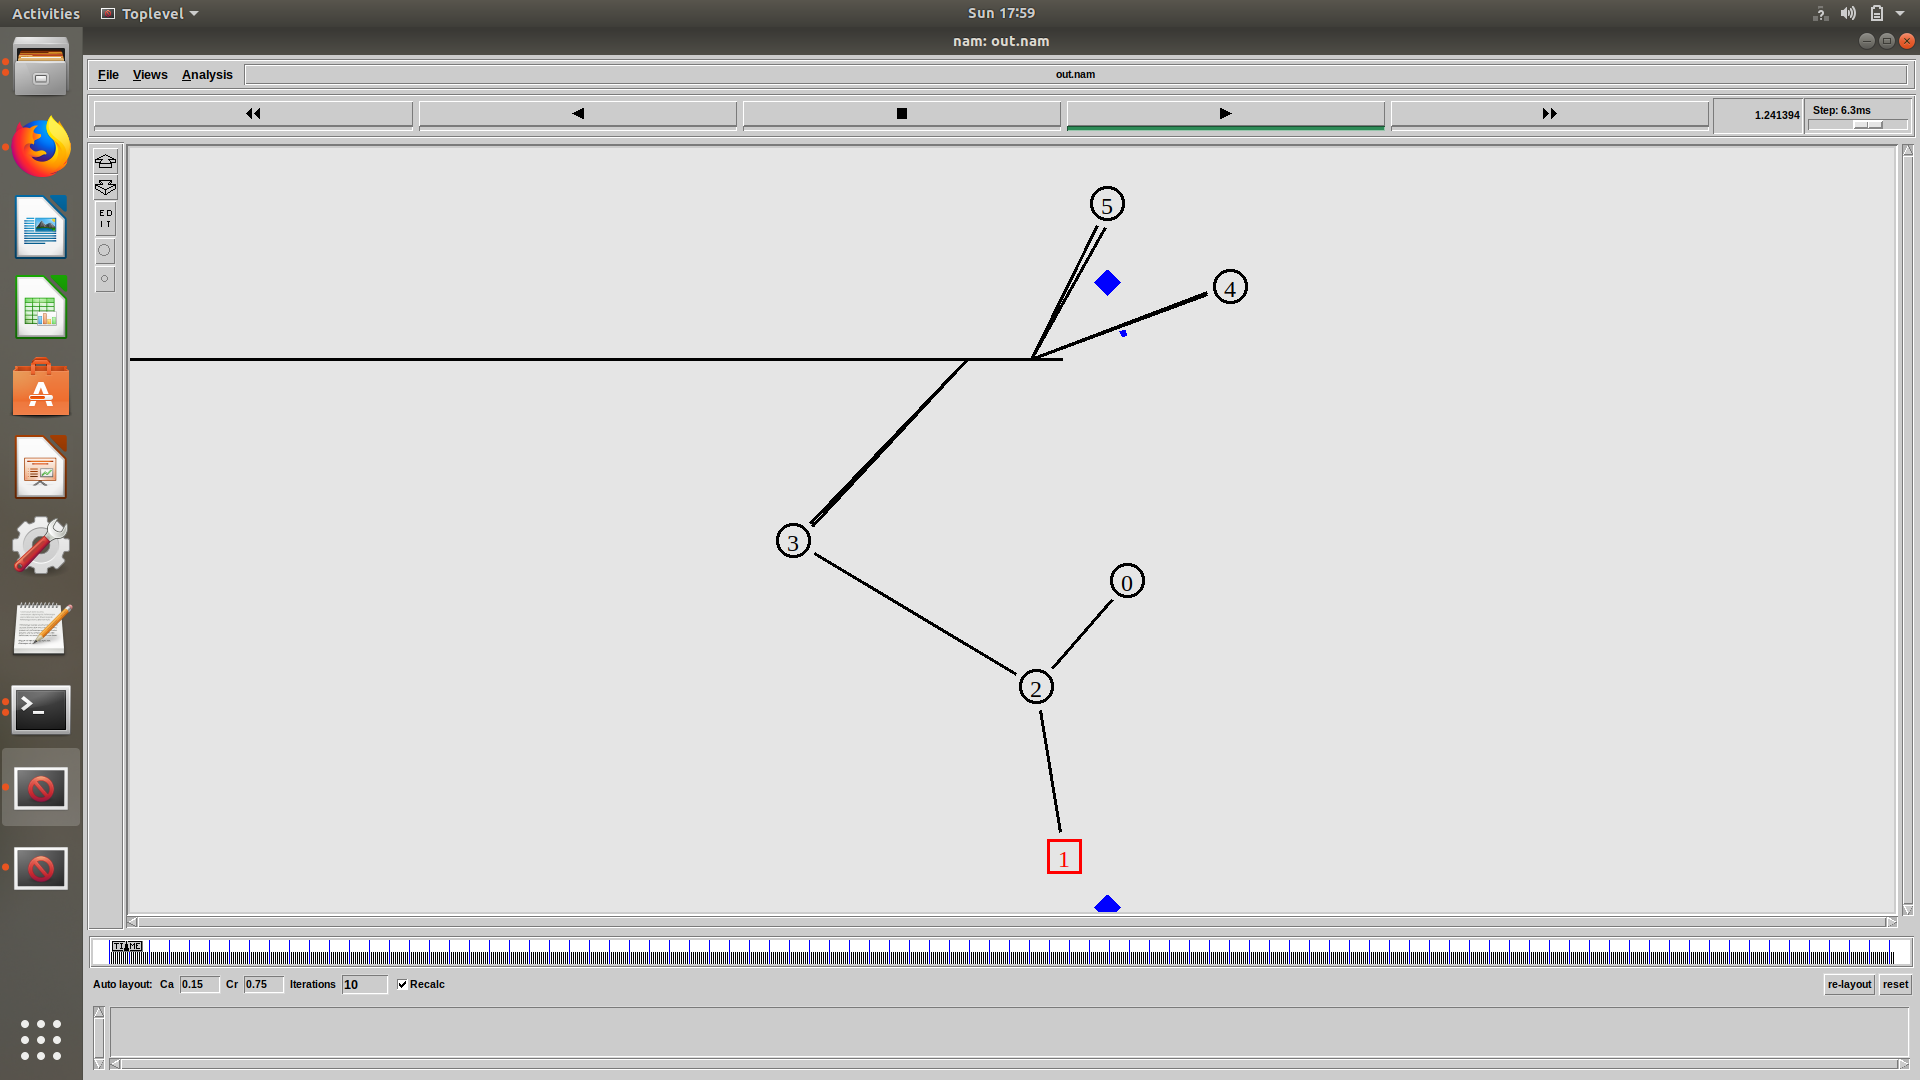 Activities Toplevel Sun 17:59
nam: out.nam
File Views Analysis out.nam
1.241394 Step: 6.3ms
ED
IT
5
4
3
0
2
1
TIME
Auto layout: Ca 0.15 Cr 0.75 Iterations 10 Recalc re-layout reset